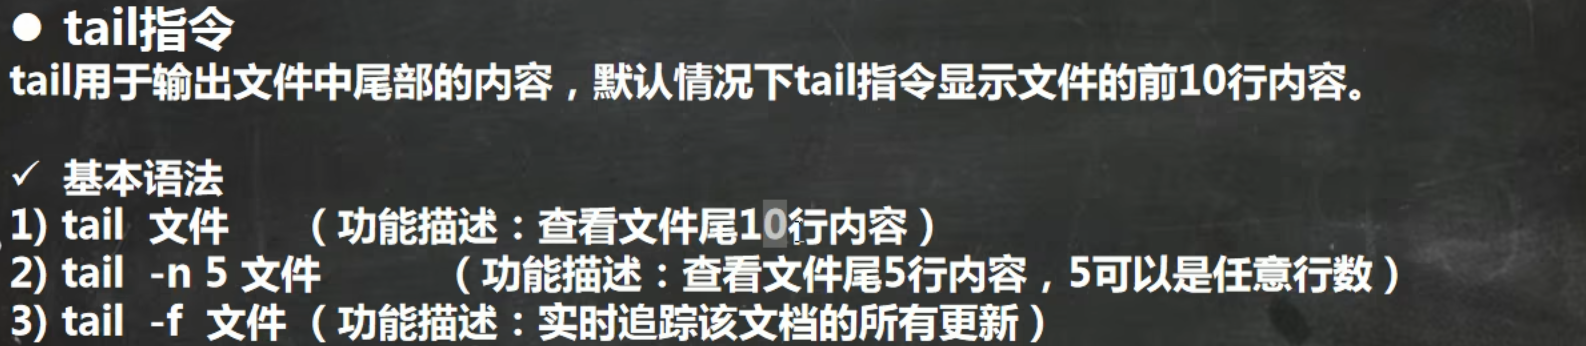 ● tail指令
tail用于输出文件中尾部的内容，默认情况下tail指令显示文件的前10行内容。
✓ 基本语法
1) tail 文件 （功能描述：查看文件尾10行内容）
2) tail -n 5 文件 （功能描述：查看文件尾5行内容，5可以是任意行数）
3) tail -f 文件（功能描述：实时追踪该文档的所有更新）